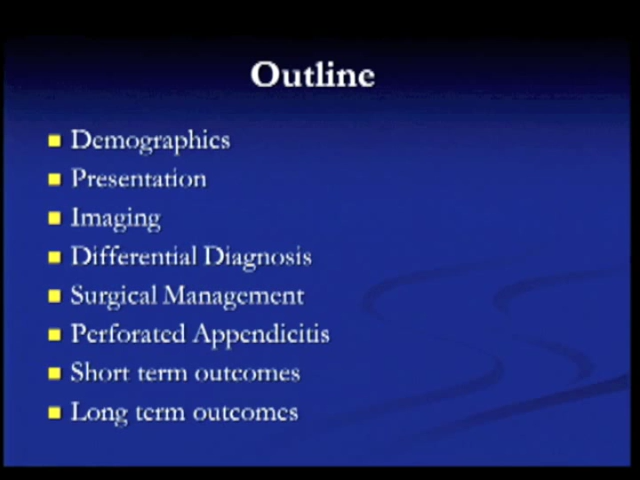 Outline
Demographics
Presentation
Imaging
Differential Diagnosis
Surgical Management
Perforated Appendicitis
Short term outcomes
Long term outcomes